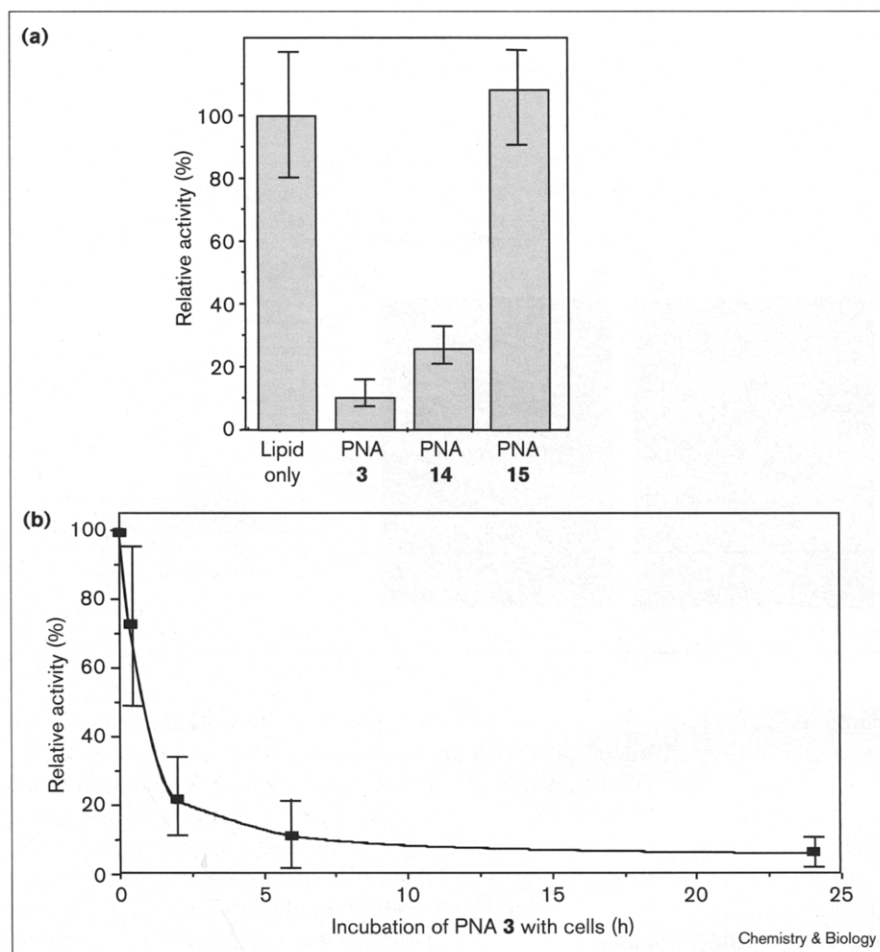 (a)
100
80
60
40
20
0
Relative activity (%)
Lipid only
PNA 3
PNA 14
PNA 15
(b)
100
80
60
40
20
0
Relative activity (%)
0 5 10 15 20 25
Incubation of PNA 3 with cells (h)
Chemistry & Biology